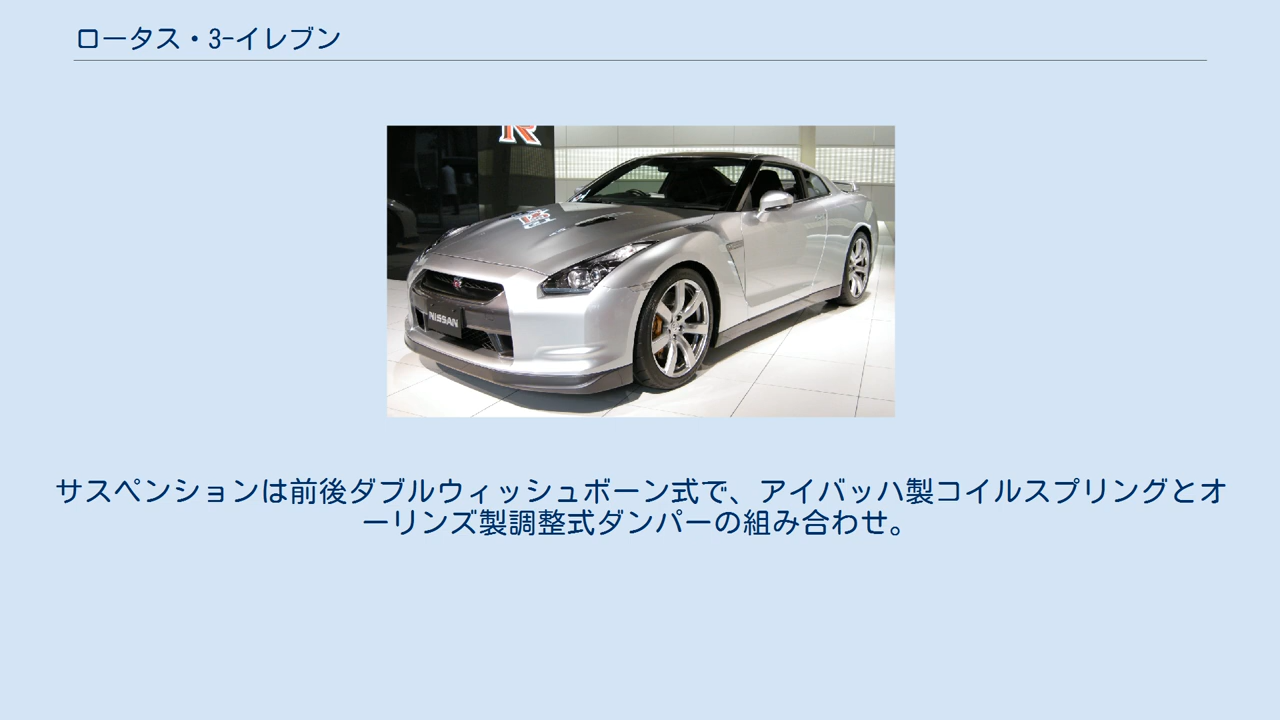 ロータス・3-イレブン
R
NISSAN
サスペンションは前後ダブルウィッシュボーン式で、アイバッハ製コイルスプリングとオ
ーリンズ製調整式ダンパーの組み合わせ。